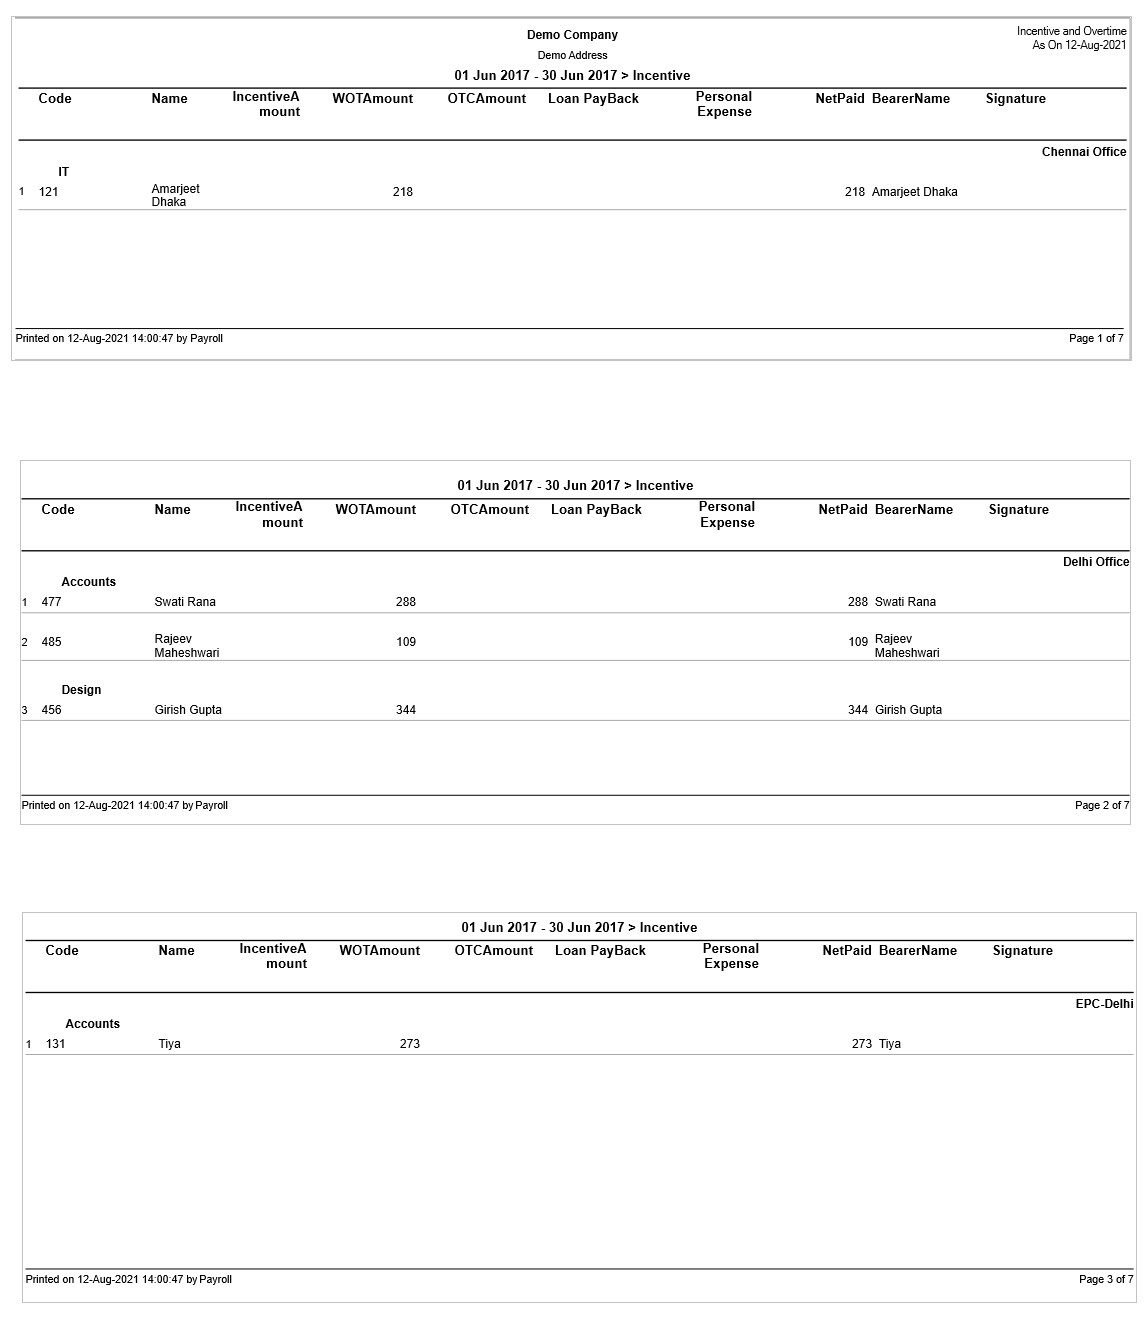 Demo Company
Incentive and Overtime
Demo Address
As On 12-Aug-2021
01 Jun 2017 - 30 Jun 2017 > Incentive
Code Name IncentiveA WOTAmount OTCAmount Loan PayBack Personal NetPaid BearerName Signature
mount Expense
Chennai Office
IT
1 121 Amarjeet 218 218 Amarjeet Dhaka
Dhaka
Printed on 12-Aug-2021 14:00:47 by Payroll Page 1 of 7
01 Jun 2017 - 30 Jun 2017 > Incentive
Code Name IncentiveA WOTAmount OTCAmount Loan PayBack Personal NetPaid BearerName Signature
mount Expense
Delhi Office
Accounts
1 477 Swati Rana 288 288 Swati Rana
2 485 Rajeev 109 109 Rajeev
Maheshwari Maheshwari
Design
3 456 Girish Gupta 344 344 Girish Gupta
Printed on 12-Aug-2021 14:00:47 by Payroll Page 2 of 7
01 Jun 2017 - 30 Jun 2017 > Incentive
Code Name IncentiveA WOTAmount OTCAmount Loan PayBack Personal NetPaid BearerName Signature
mount Expense
EPC-Delhi
Accounts
1 131 Tiya 273 273 Tiya
Printed on 12-Aug-2021 14:00:47 by Payroll Page 3 of 7